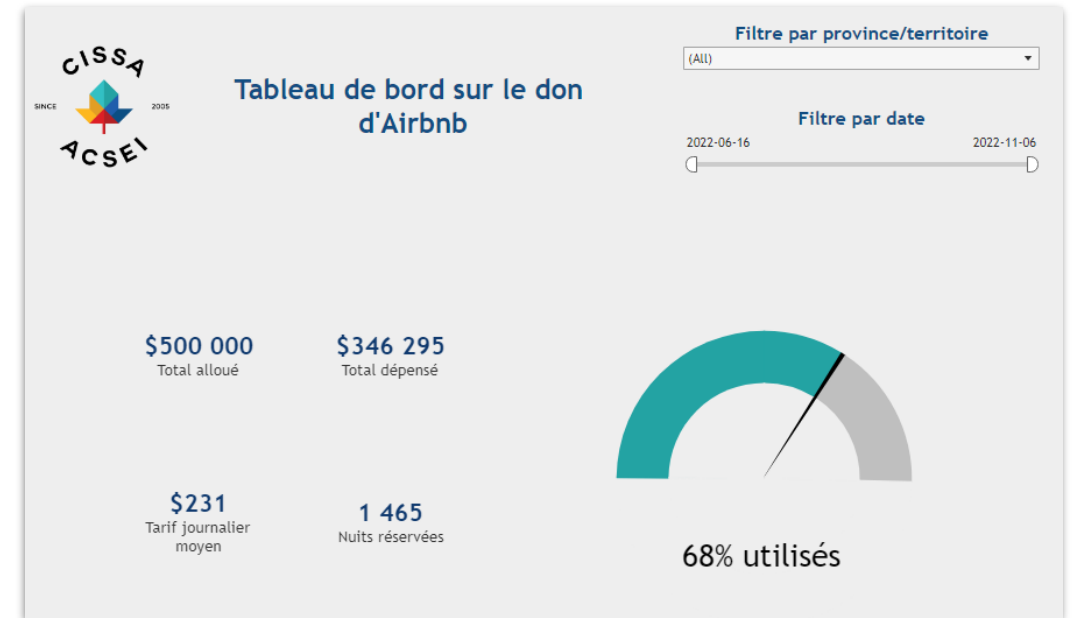 CISSA
SINCE 2005
ACSEI
Tableau de bord sur le don
d'Airbnb
Filtre par province/territoire
(All)
Filtre par date
2022-06-16 2022-11-06
$500 000
Total alloué
$346 295
Total dépensé
$231
Tarif journalier
moyen
1 465
Nuits réservées
68% utilisés